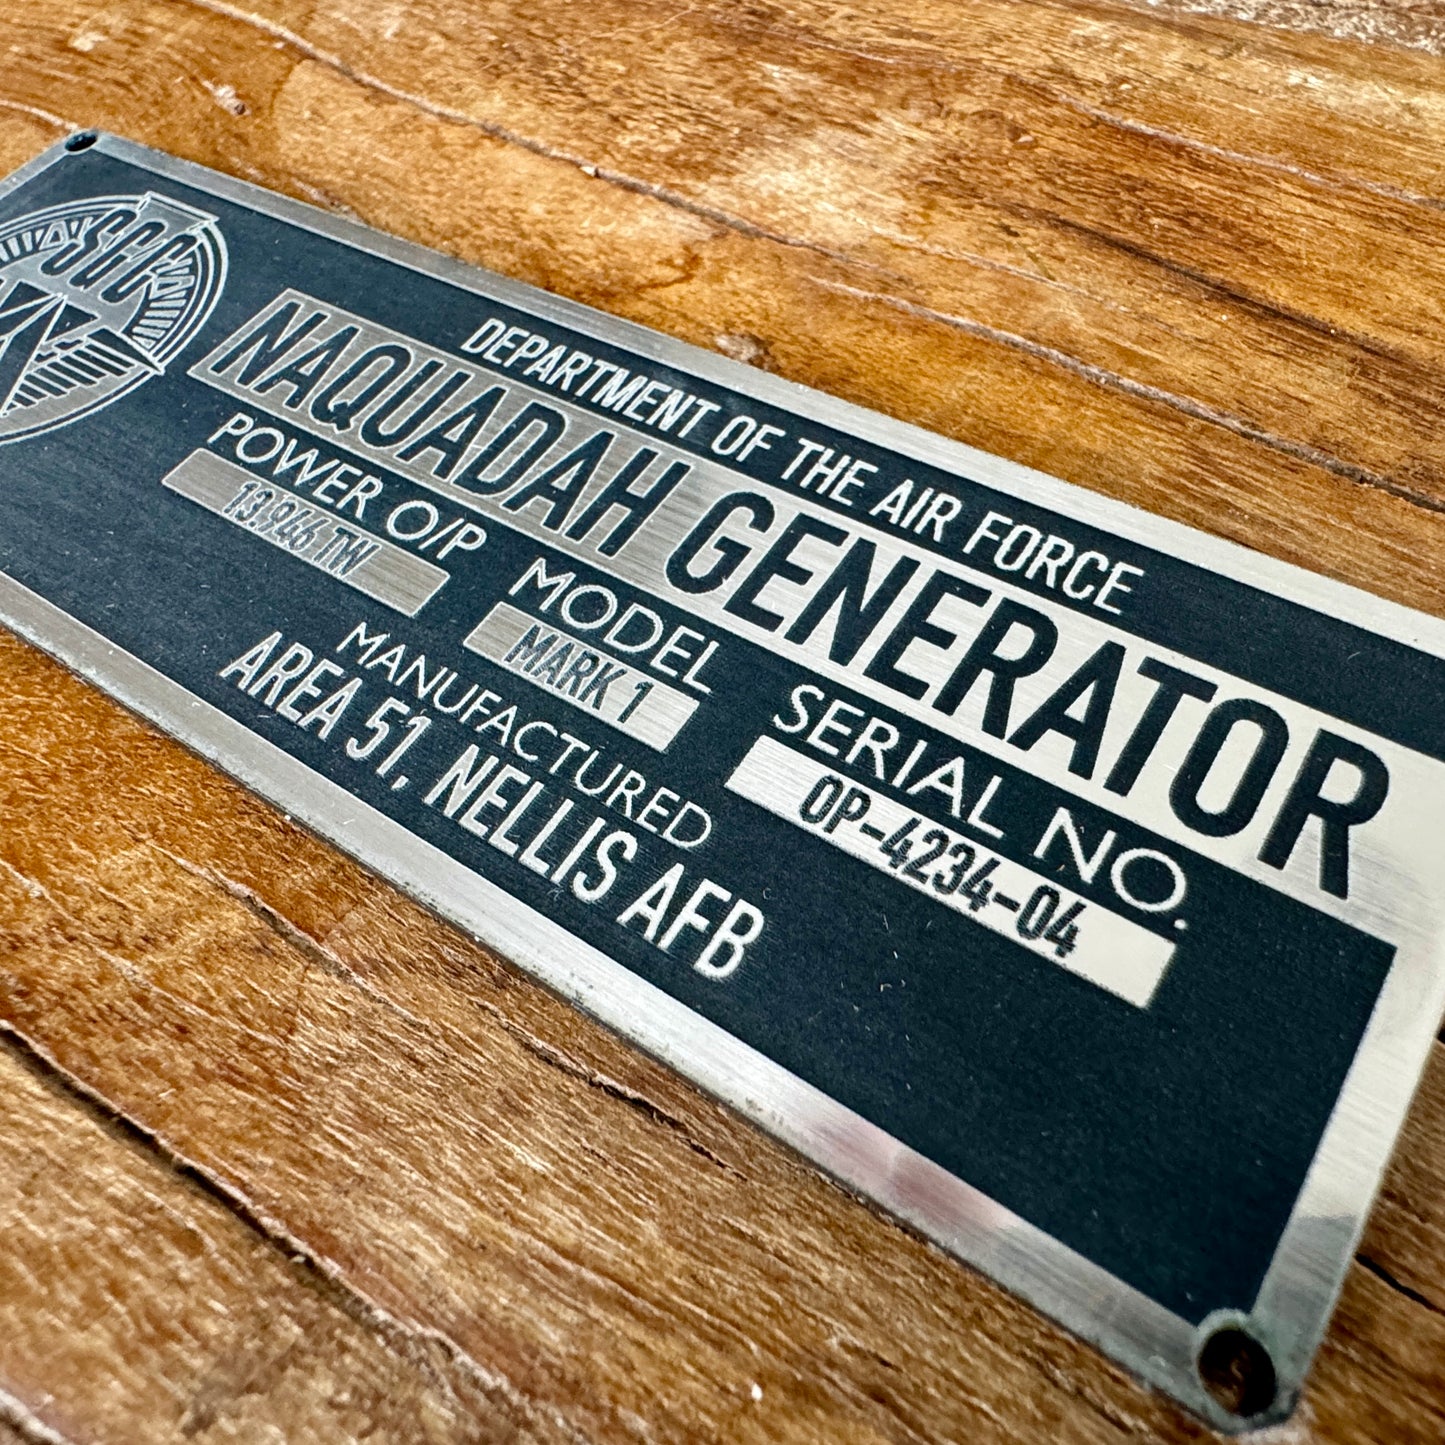 SGC
DEPARTMENT OF THE AIR FORCE
NAQUADAH GENERATOR
POWER O/P MODEL SERIAL NO.
13.946 TW MARK 1 OP-4234-04
MANUFACTURED
AREA 51, NELLIS AFB